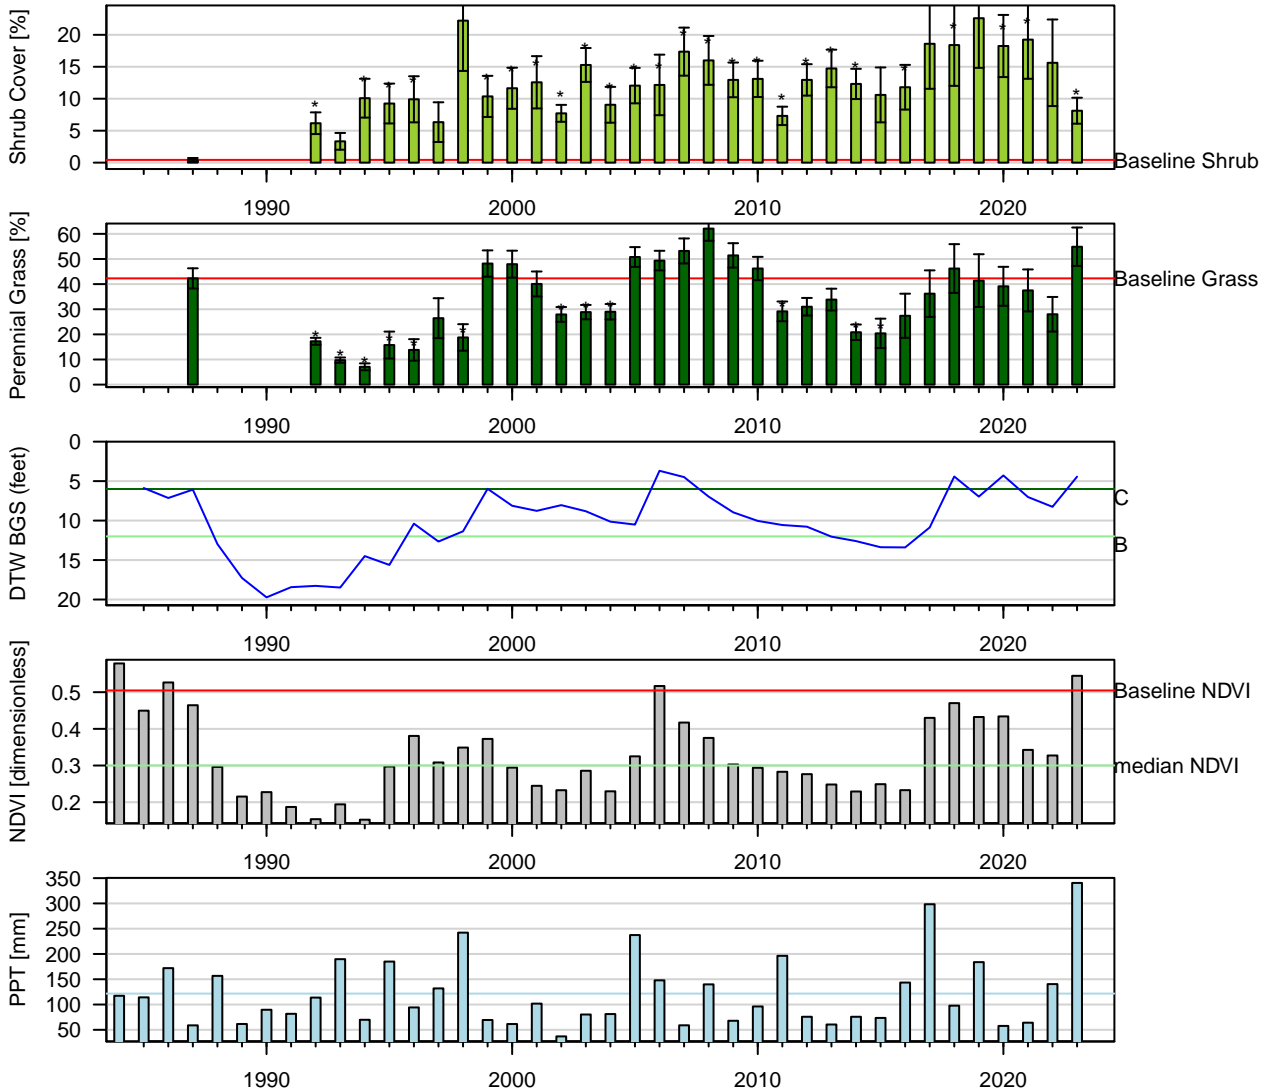 Shrub Cover [%]
20
15
10
5
0
Baseline Shrub
1990 2000 2010 2020
Perennial Grass [%]
60
50
40
30
20
10
0
Baseline Grass
1990 2000 2010 2020
DTW BGS (feet)
0
5
10
15
20
C
B
1990 2000 2010 2020
NDVI [dimensionless]
0.5
0.4
0.3
0.2
Baseline NDVI
median NDVI
1990 2000 2010 2020
PPT [mm]
350
300
250
200
150
100
50
1990 2000 2010 2020